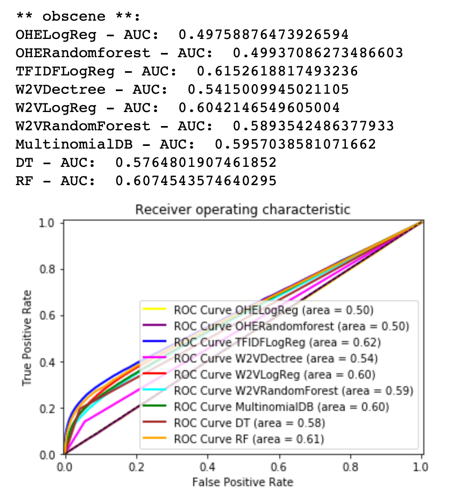 ** obscene **:
OHELogReg - AUC:  0.49758876473926594
OHERandomforest - AUC:  0.49937086273486603
TFIDFLogReg - AUC:  0.6152618817493236
W2VDectree - AUC:  0.5415009945021105
W2VLogReg - AUC:  0.6042146549605004
W2VRandomForest - AUC:  0.5893542486377933
MultinomialDB - AUC:  0.5957038581071662
DT - AUC:  0.5764801907461852
RF - AUC:  0.6074543574640295
Receiver operating characteristic
1.0
0.8
0.6
0.4
0.2
0.0
True Positive Rate
ROC Curve OHELogReg (area = 0.50)
ROC Curve OHERandomforest (area = 0.50)
ROC Curve TFIDFLogReg (area = 0.62)
ROC Curve W2VDectree (area = 0.54)
ROC Curve W2VLogReg (area = 0.60)
ROC Curve W2VRandomForest (area = 0.59)
ROC Curve MultinomialDB (area = 0.60)
ROC Curve DT (area = 0.58)
ROC Curve RF (area = 0.61)
0.0 0.2 0.4 0.6 0.8 1.0
False Positive Rate